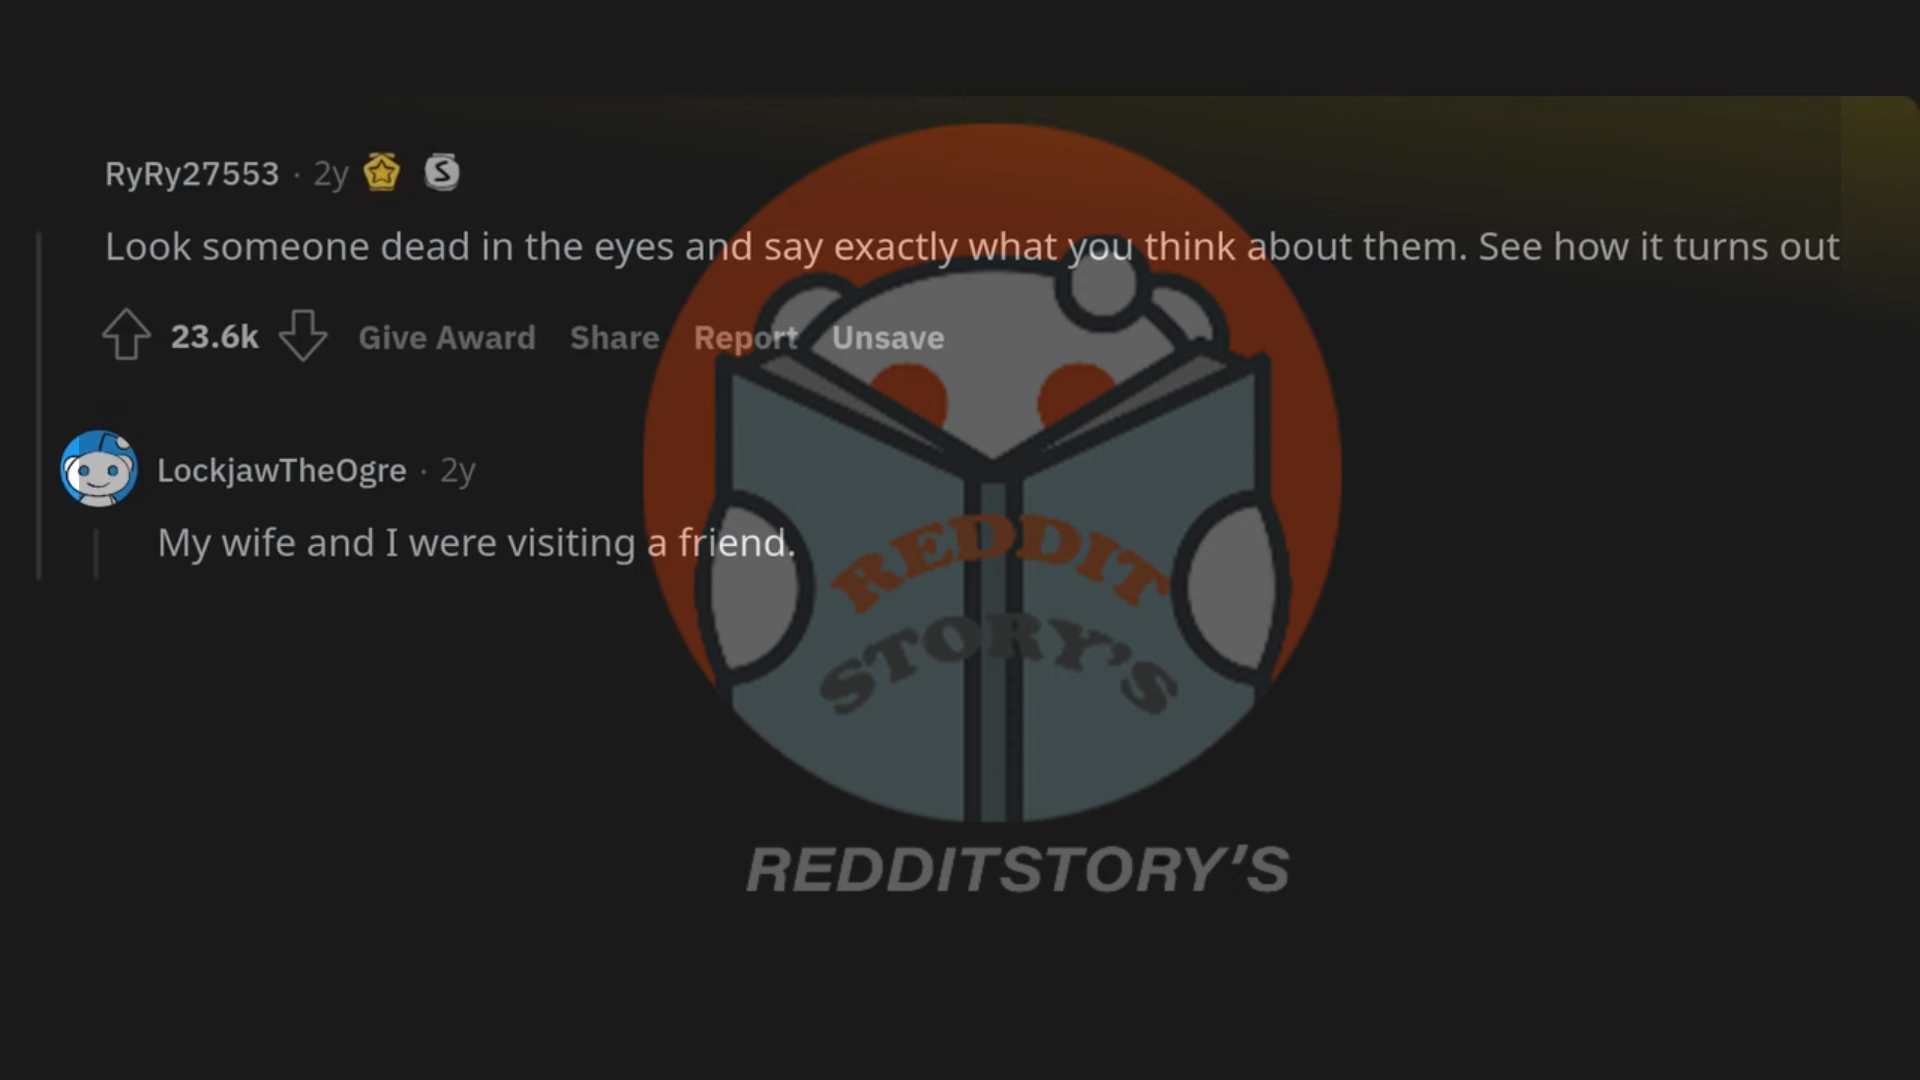 RyRy27553 · 2y
Look someone dead in the eyes and say exactly what you think about them. See how it turns out
23.6k Give Award Share Report Unsave
LockjawTheOgre · 2y
My wife and I were visiting a friend.
REDDIT
STORY'S
REDDITSTORY'S